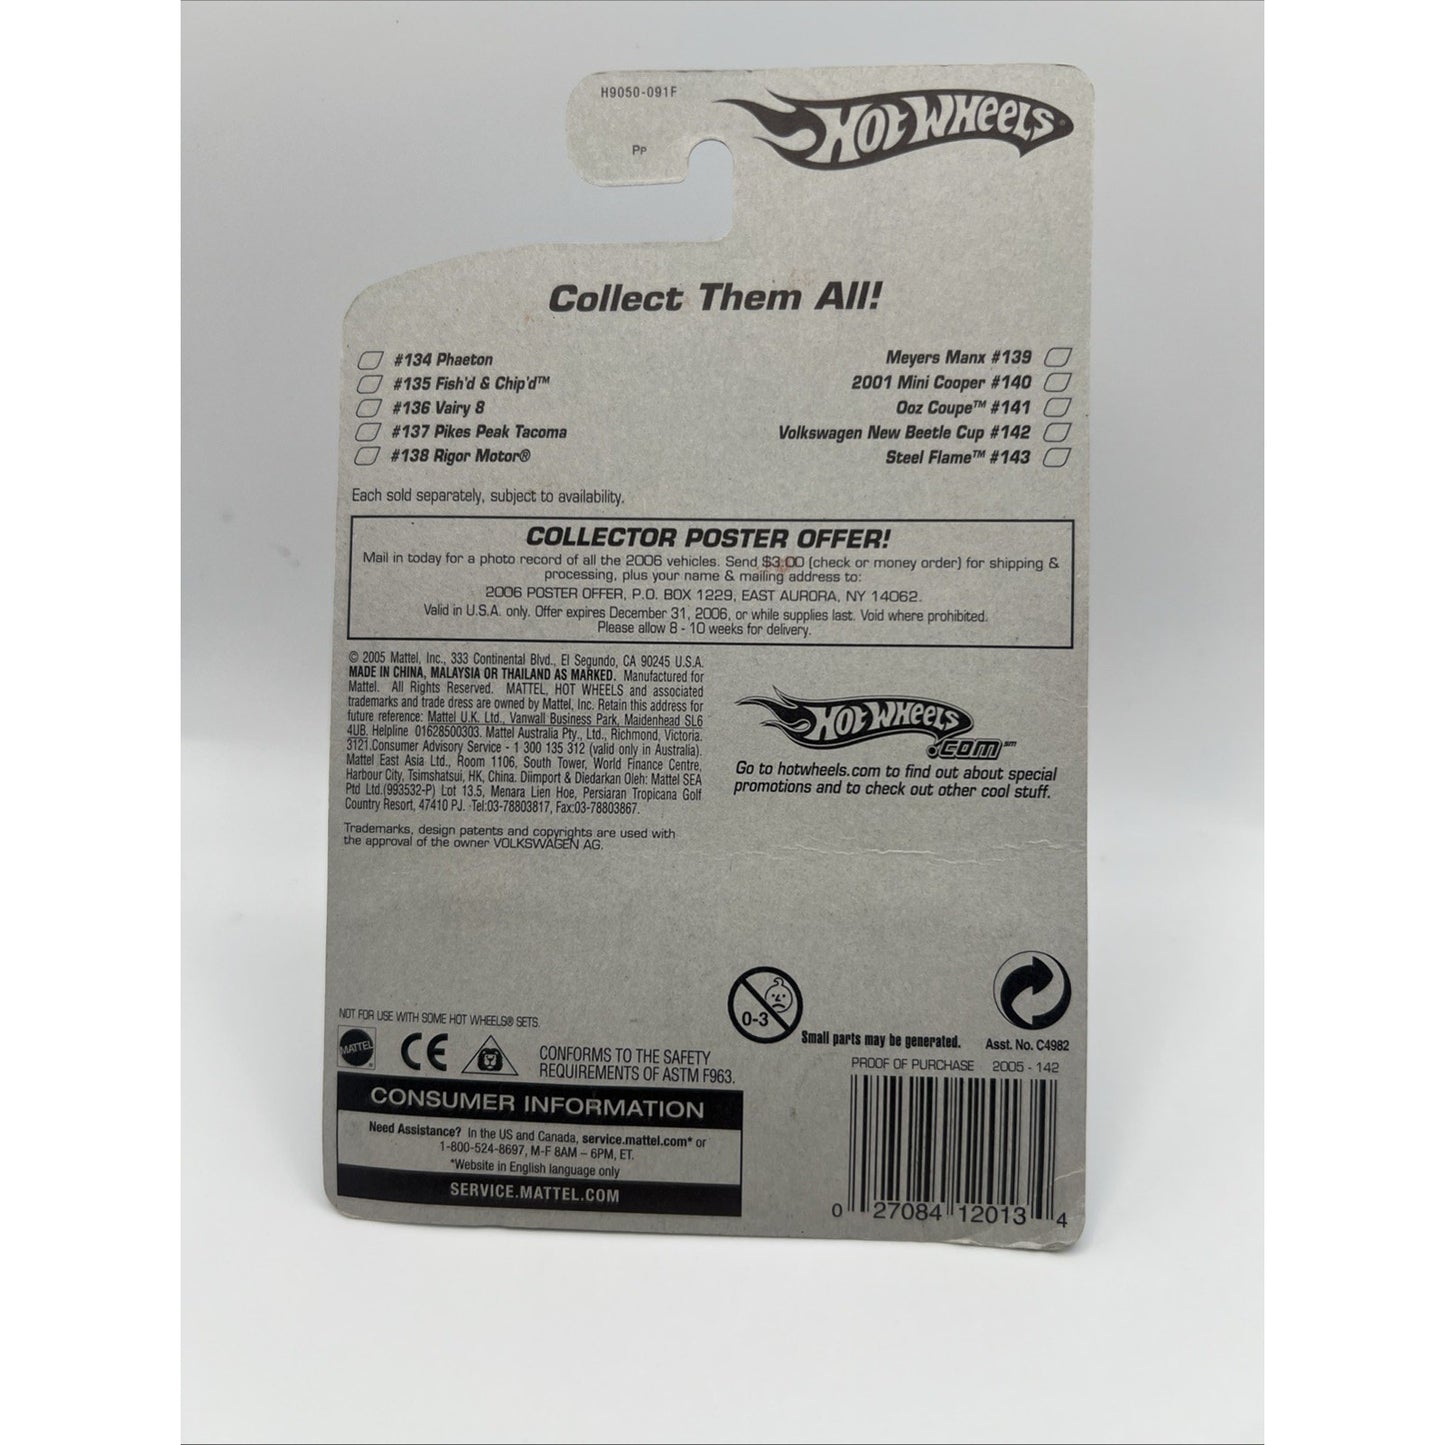 H9050-091F
HOT WHEELS®
PP
Collect Them All!
#134 Phaeton
#135 Fish'd & Chip'd™
#136 Vairy 8
#137 Pikes Peak Tacoma
#138 Rigor Motor®
Meyers Manx #139
2001 Mini Cooper #140
Ooz Coupe™ #141
Volkswagen New Beetle Cup #142
Steel Flame™ #143
Each sold separately, subject to availability.
COLLECTOR POSTER OFFER!
Mail in today for a photo record of all the 2006 vehicles. Send $3.00 (check or money order) for shipping &
processing, plus your name & mailing address to:
2006 POSTER OFFER, P.O. BOX 1229, EAST AURORA, NY 14062.
Valid in U.S.A. only. Offer expires December 31, 2006, or while supplies last. Void where prohibited.
Please allow 8 - 10 weeks for delivery.
© 2005 Mattel, Inc., 333 Continental Blvd., El Segundo, CA 90245 U.S.A.
MADE IN CHINA, MALAYSIA OR THAILAND AS MARKED. Manufactured for
Mattel. All Rights Reserved. MATTEL, HOT WHEELS and associated
trademarks and trade dress are owned by Mattel, Inc. Retain this address for
future reference: Mattel U.K. Ltd., Vanwall Business Park, Maidenhead SL6
4UB. Helpline 01628500303. Mattel Australia Pty., Ltd., Richmond, Victoria.
3121.Consumer Advisory Service - 1 300 135 312 (valid only in Australia).
Mattel East Asia Ltd., Room 1106, South Tower, World Finance Centre,
Harbour City, Tsimshatsui, HK, China. Diimport & Diedarkan Oleh: Mattel SEA
Ptd Ltd.(993532-P) Lot 13.5, Menara Lien Hoe, Persiaran Tropicana Golf
Country Resort, 47410 PJ. Tel:03-78803817, Fax:03-78803867.
Trademarks, design patents and copyrights are used with
the approval of the owner VOLKSWAGEN AG.
HOT WHEELS
.COM℠
Go to hotwheels.com to find out about special
promotions and to check out other cool stuff.
NOT FOR USE WITH SOME HOT WHEELS® SETS.
MATTEL
CE
CONFORMS TO THE SAFETY
REQUIREMENTS OF ASTM F963.
0-3
Small parts may be generated.
Asst. No. C4982
CONSUMER INFORMATION
Need Assistance? In the US and Canada, service.mattel.com* or
1-800-524-8697, M-F 8AM – 6PM, ET.
*Website in English language only
SERVICE.MATTEL.COM
PROOF OF PURCHASE 2005 - 142
0 27084 12013 4